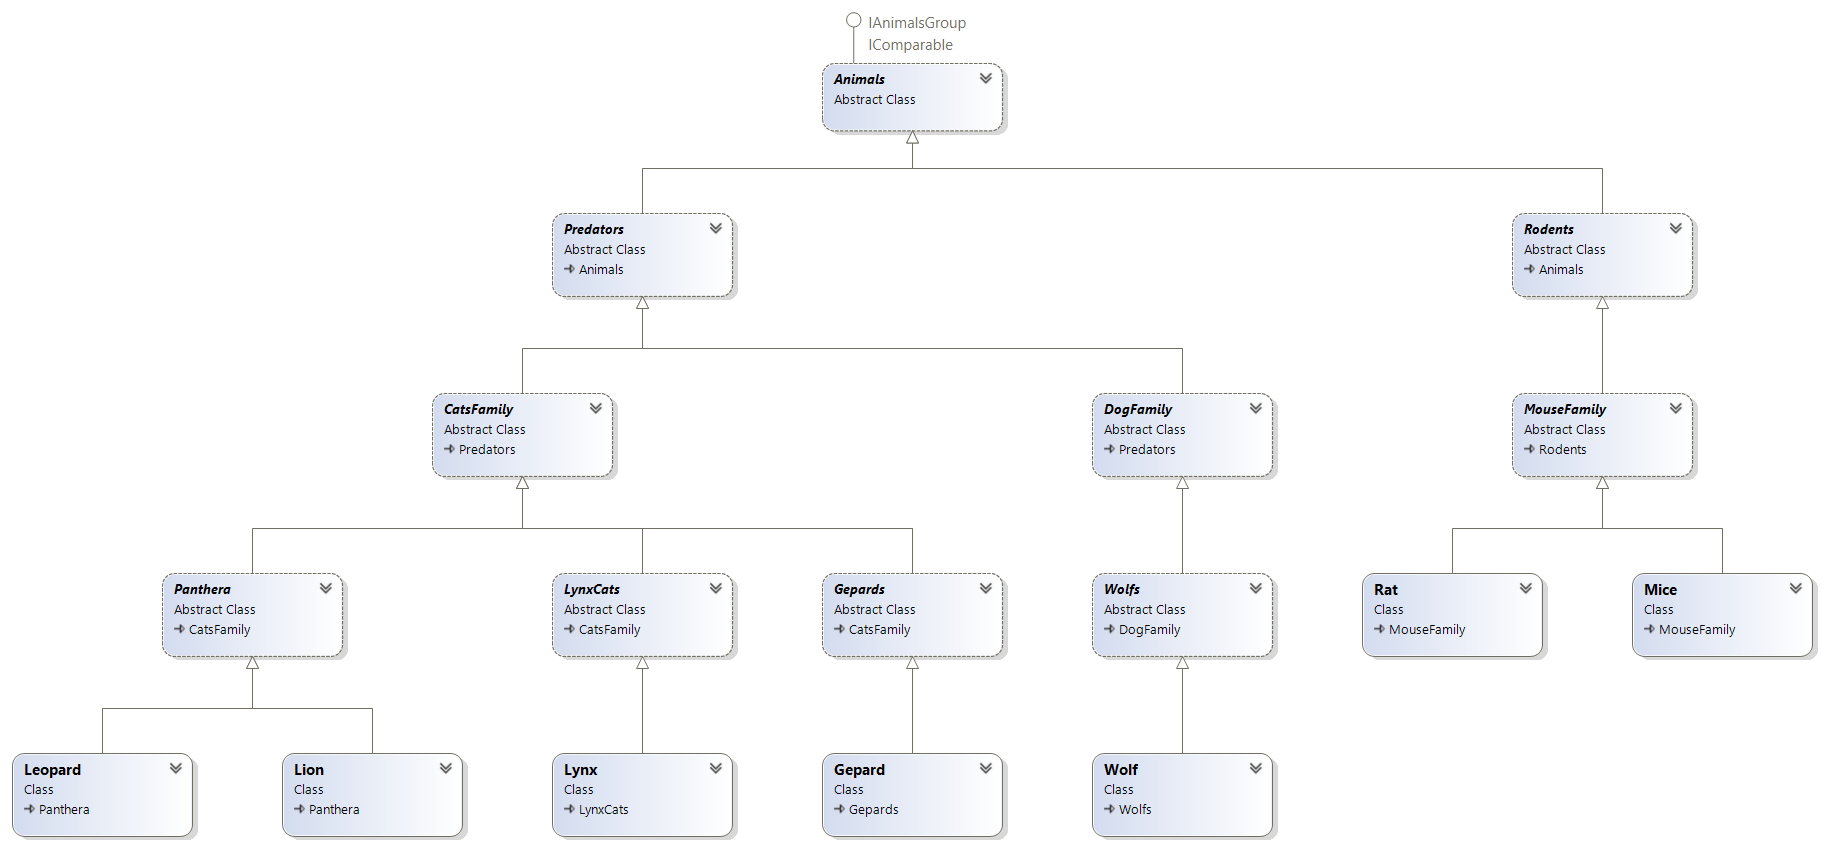 IAnimalsGroup
IComparable
Animals
Abstract Class
Predators
Abstract Class
Animals
Rodents
Abstract Class
Animals
CatsFamily
Abstract Class
Predators
DogFamily
Abstract Class
Predators
MouseFamily
Abstract Class
Rodents
Panthera
Abstract Class
CatsFamily
LynxCats
Abstract Class
CatsFamily
Gepards
Abstract Class
CatsFamily
Wolfs
Abstract Class
DogFamily
Rat
Class
MouseFamily
Mice
Class
MouseFamily
Leopard
Class
Panthera
Lion
Class
Panthera
Lynx
Class
LynxCats
Gepard
Class
Gepards
Wolf
Class
Wolfs